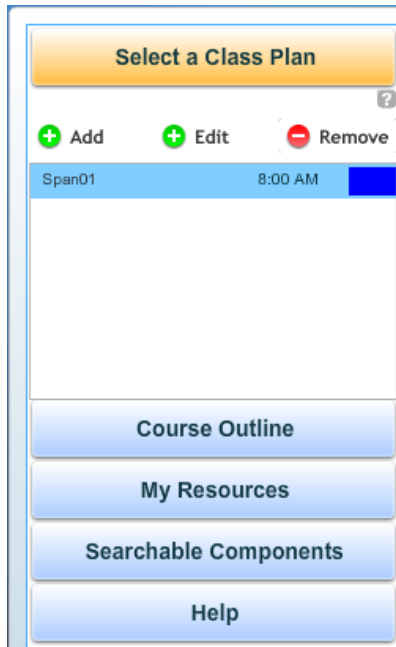 Select a Class Plan
?
Add Edit Remove
Span01 8:00 AM
Course Outline
My Resources
Searchable Components
Help